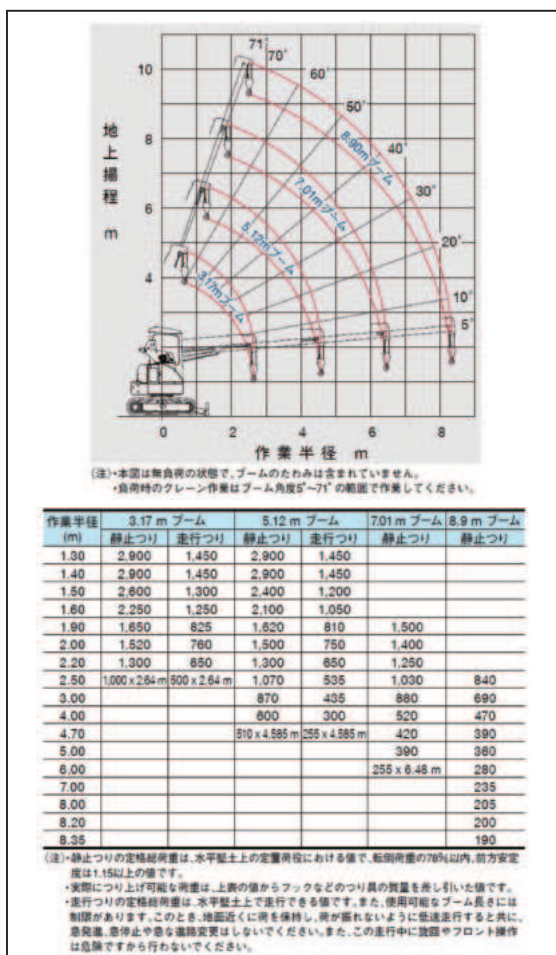 71°
70°
60°
50°
40°
30°
20°
10°
5°
10
8
6
4
地上揚程 m
8.90mブーム
7.01mブーム
5.12mブーム
3.17mブーム
0 2 4 6 8
作業半径 m
(注)・本図は無負荷の状態で、ブームのたわみは含まれていません。
・負荷時のクレーン作業はブーム角度5°~71°の範囲で作業してください。
作業半径(m) 3.17 m ブーム 5.12 m ブーム 7.01 m ブーム 8.9 m ブーム
静止つり 走行つり 静止つり 走行つり 静止つり 静止つり
1.30 2,900 1,450 2,900 1,450
1.40 2,900 1,450 2,900 1,450
1.50 2,600 1,300 2,400 1,200
1.60 2,250 1,250 2,100 1,050
1.90 1,650 825 1,620 810 1,500
2.00 1,520 760 1,500 750 1,400
2.20 1,300 650 1,300 650 1,250
2.50 1,000 x 2.64 m 500 x 2.64 m 1,070 535 1,030 840
3.00 870 435 880 690
4.00 600 300 520 470
4.70 510 x 4.585 m 255 x 4.585 m 420 390
5.00 390 360
6.00 255 x 6.48 m 280
7.00 235
8.00 205
8.20 200
8.35 190
(注)・静止つりの定格総荷重は、水平堅土上の定置荷役における値で、転倒荷重の78%以内、前方安定
度は1.15以上の値です。
・実際につり上げ可能な荷重は、上表の値からフックなどのつり具の質量を差し引いた値です。
・走行つりの定格総荷重は、水平堅土上で走行できる値です。また、使用可能なブーム長さには
制限があります。このとき、地面近くに荷を保持し、荷が振れないように低速走行すると共に、
急発進、急停止や急な進路変更はしないでください。また、この走行中に旋回やフロント操作
は危険ですから行わないでください。